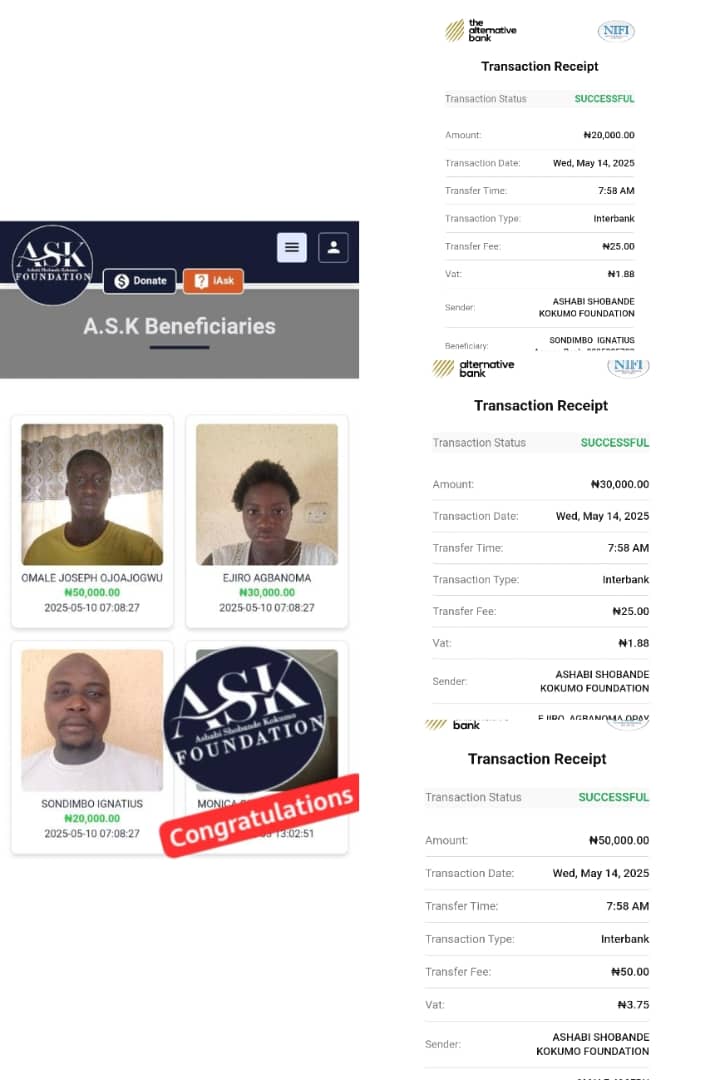 ASK
Ashabi Shobande Kokumo
FOUNDATION
Donate
iAsk
A.S.K Beneficiaries
OMALE JOSEPH OJOAJOGWU
₦50,000.00
2025-05-10 07:08:27
EJIRO AGBANOMA
₦30,000.00
2025-05-10 07:08:27
SONDIMBO IGNATIUS
₦20,000.00
2025-05-10 07:08:27
ASK
Ashabi Shobande Kokumo
FOUNDATION
MONICA
13:02:51
Congratulations
the
alternative
bank
NIFI
Transaction Receipt
Transaction Status SUCCESSFUL
Amount: ₦20,000.00
Transaction Date: Wed, May 14, 2025
Transfer Time: 7:58 AM
Transaction Type: Interbank
Transfer Fee: ₦25.00
Vat: ₦1.88
Sender: ASHABI SHOBANDE
KOKUMO FOUNDATION
Beneficiary: SONDIMBO IGNATIUS
alternative
bank
NIFI
Transaction Receipt
Transaction Status SUCCESSFUL
Amount: ₦30,000.00
Transaction Date: Wed, May 14, 2025
Transfer Time: 7:58 AM
Transaction Type: Interbank
Transfer Fee: ₦25.00
Vat: ₦1.88
Sender: ASHABI SHOBANDE
KOKUMO FOUNDATION
EJIRO AGBANOMA OPAY
bank
Transaction Receipt
Transaction Status SUCCESSFUL
Amount: ₦50,000.00
Transaction Date: Wed, May 14, 2025
Transfer Time: 7:58 AM
Transaction Type: Interbank
Transfer Fee: ₦50.00
Vat: ₦3.75
Sender: ASHABI SHOBANDE
KOKUMO FOUNDATION